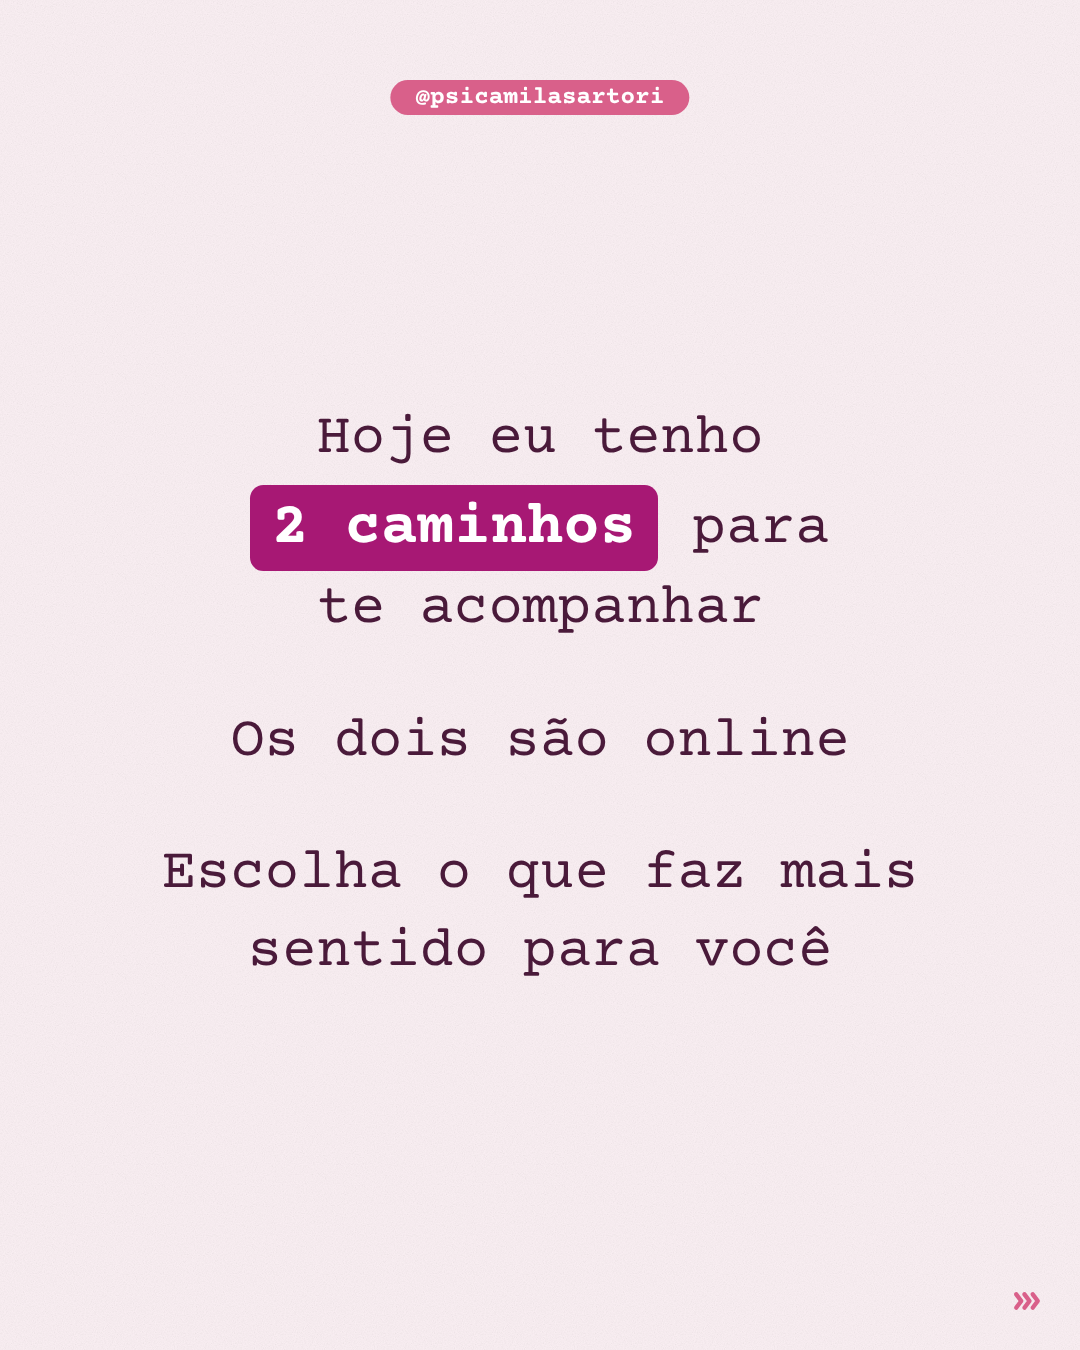 @psicamilasartori
Hoje eu tenho
2 caminhos para
te acompanhar
Os dois são online
Escolha o que faz mais
sentido para você